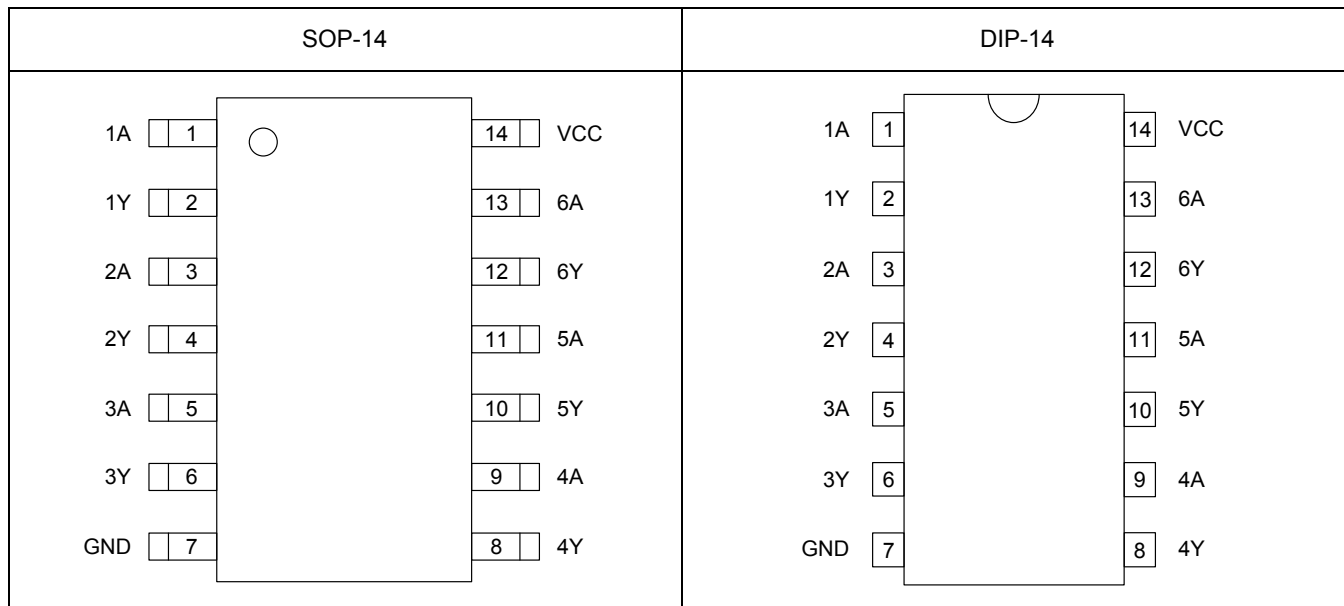 SOP-14
DIP-14
1A 1 14 VCC
1Y 2 13 6A
2A 3 12 6Y
2Y 4 11 5A
3A 5 10 5Y
3Y 6 9 4A
GND 7 8 4Y
1A 1 14 VCC
1Y 2 13 6A
2A 3 12 6Y
2Y 4 11 5A
3A 5 10 5Y
3Y 6 9 4A
GND 7 8 4Y